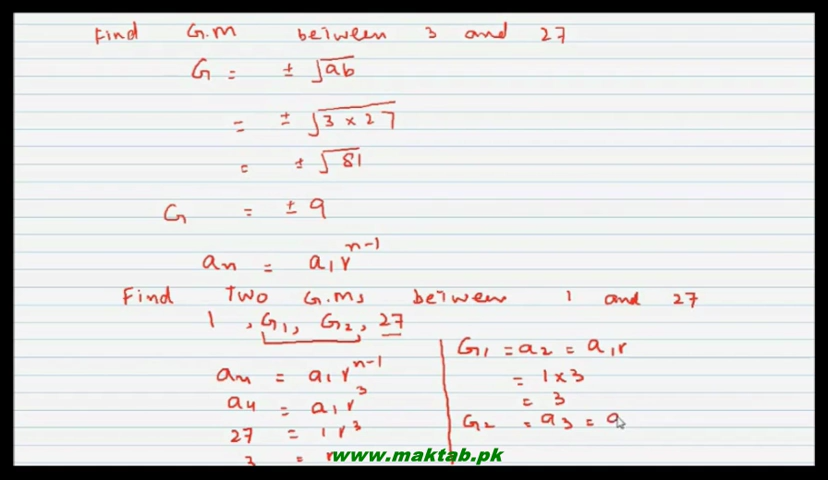 Find G.M between 3 and 27
G = ± √ab
= ± √3 × 27
= ± √81
G = ± 9
an = a1r^n-1
Find Two G.Ms between 1 and 27
1 , G1, G2, 27
an = a1r^n-1
a4 = a1r^3
27 = 1r^3
3 = r
G1 = a2 = a1r
= 1 × 3
= 3
G2 = a3 = a
www.maktab.pk